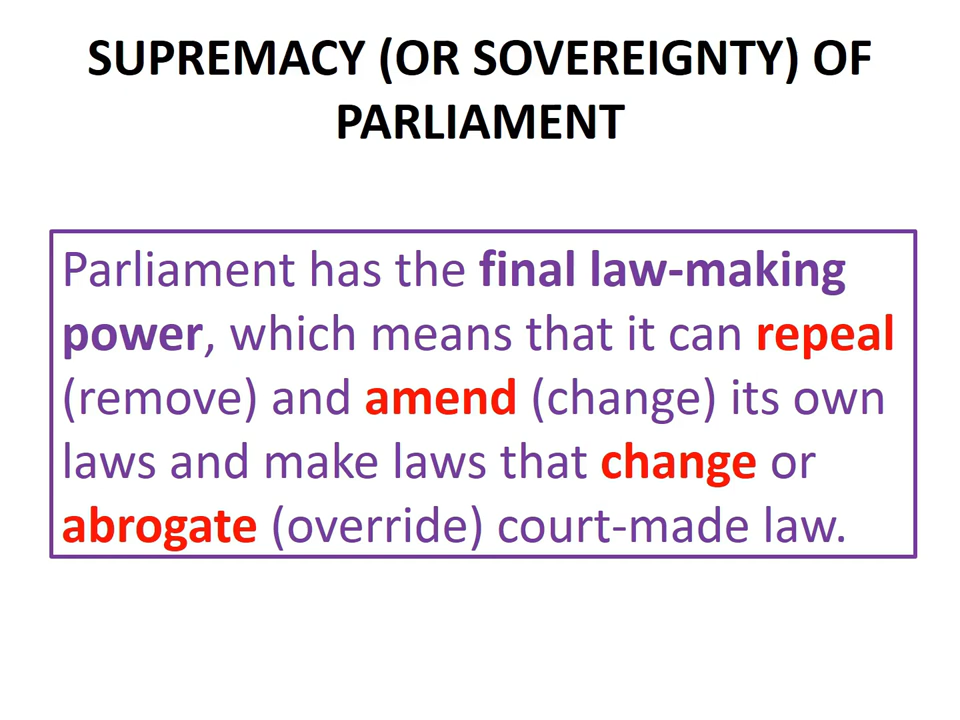 SUPREMACY (OR SOVEREIGNTY) OF
PARLIAMENT
Parliament has the final law-making
power, which means that it can repeal
(remove) and amend (change) its own
laws and make laws that change or
abrogate (override) court-made law.